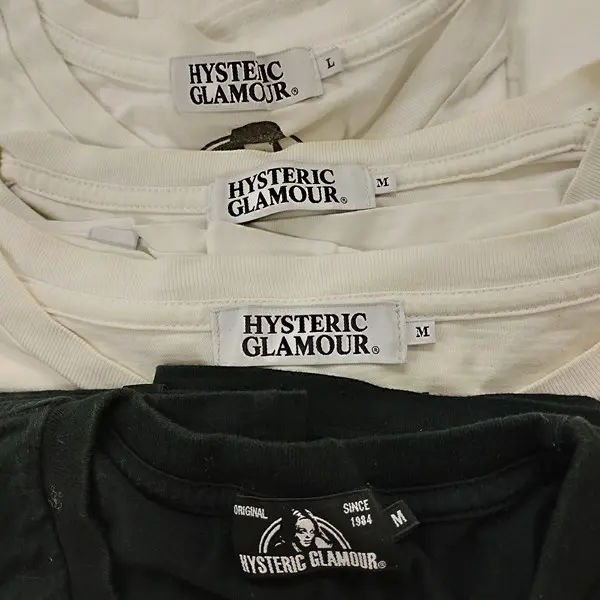 HYSTERIC
GLAMOUR®
L
HYSTERIC
GLAMOUR®
M
HYSTERIC
GLAMOUR®
M
ORIGINAL
SINCE
1984
HYSTERIC GLAMOUR®
M